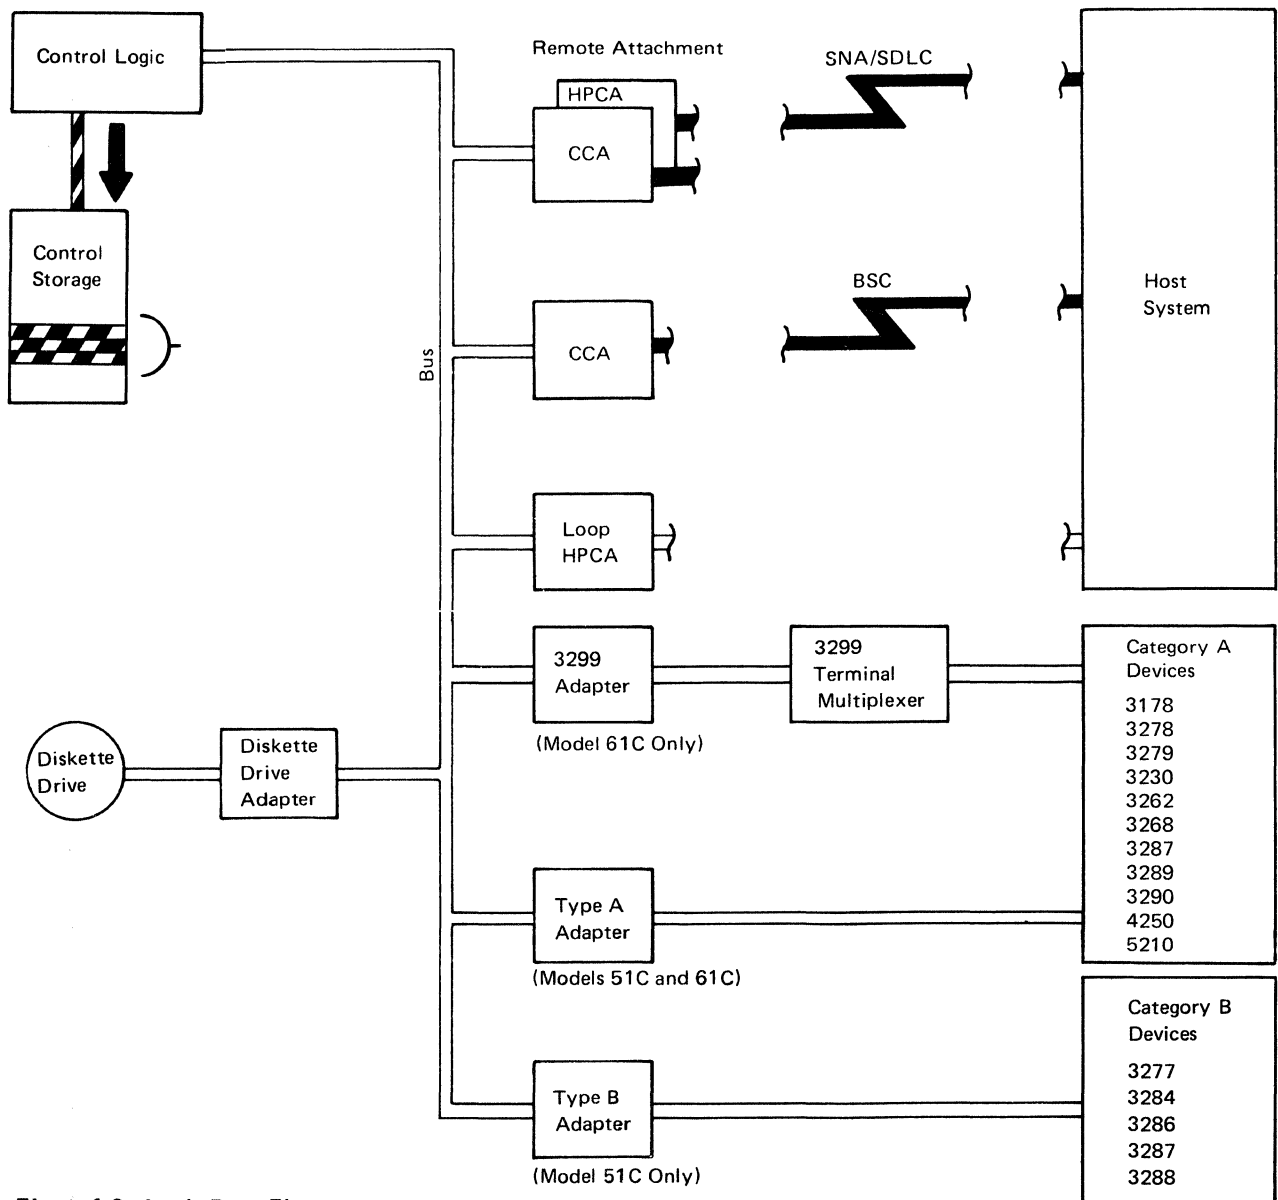 Control Logic
Control
Storage
Remote Attachment
HPCA
CCA
SNA/SDLC
BSC
CCA
Bus
Loop
HPCA
Host
System
3299
Adapter
(Model 61C Only)
3299
Terminal
Multiplexer
Category A
Devices
3178
3278
3279
3230
3262
3268
3287
3289
3290
4250
5210
Diskette
Drive
Diskette
Drive
Adapter
Type A
Adapter
(Models 51C and 61C)
Type B
Adapter
(Model 51C Only)
Category B
Devices
3277
3284
3286
3287
3288